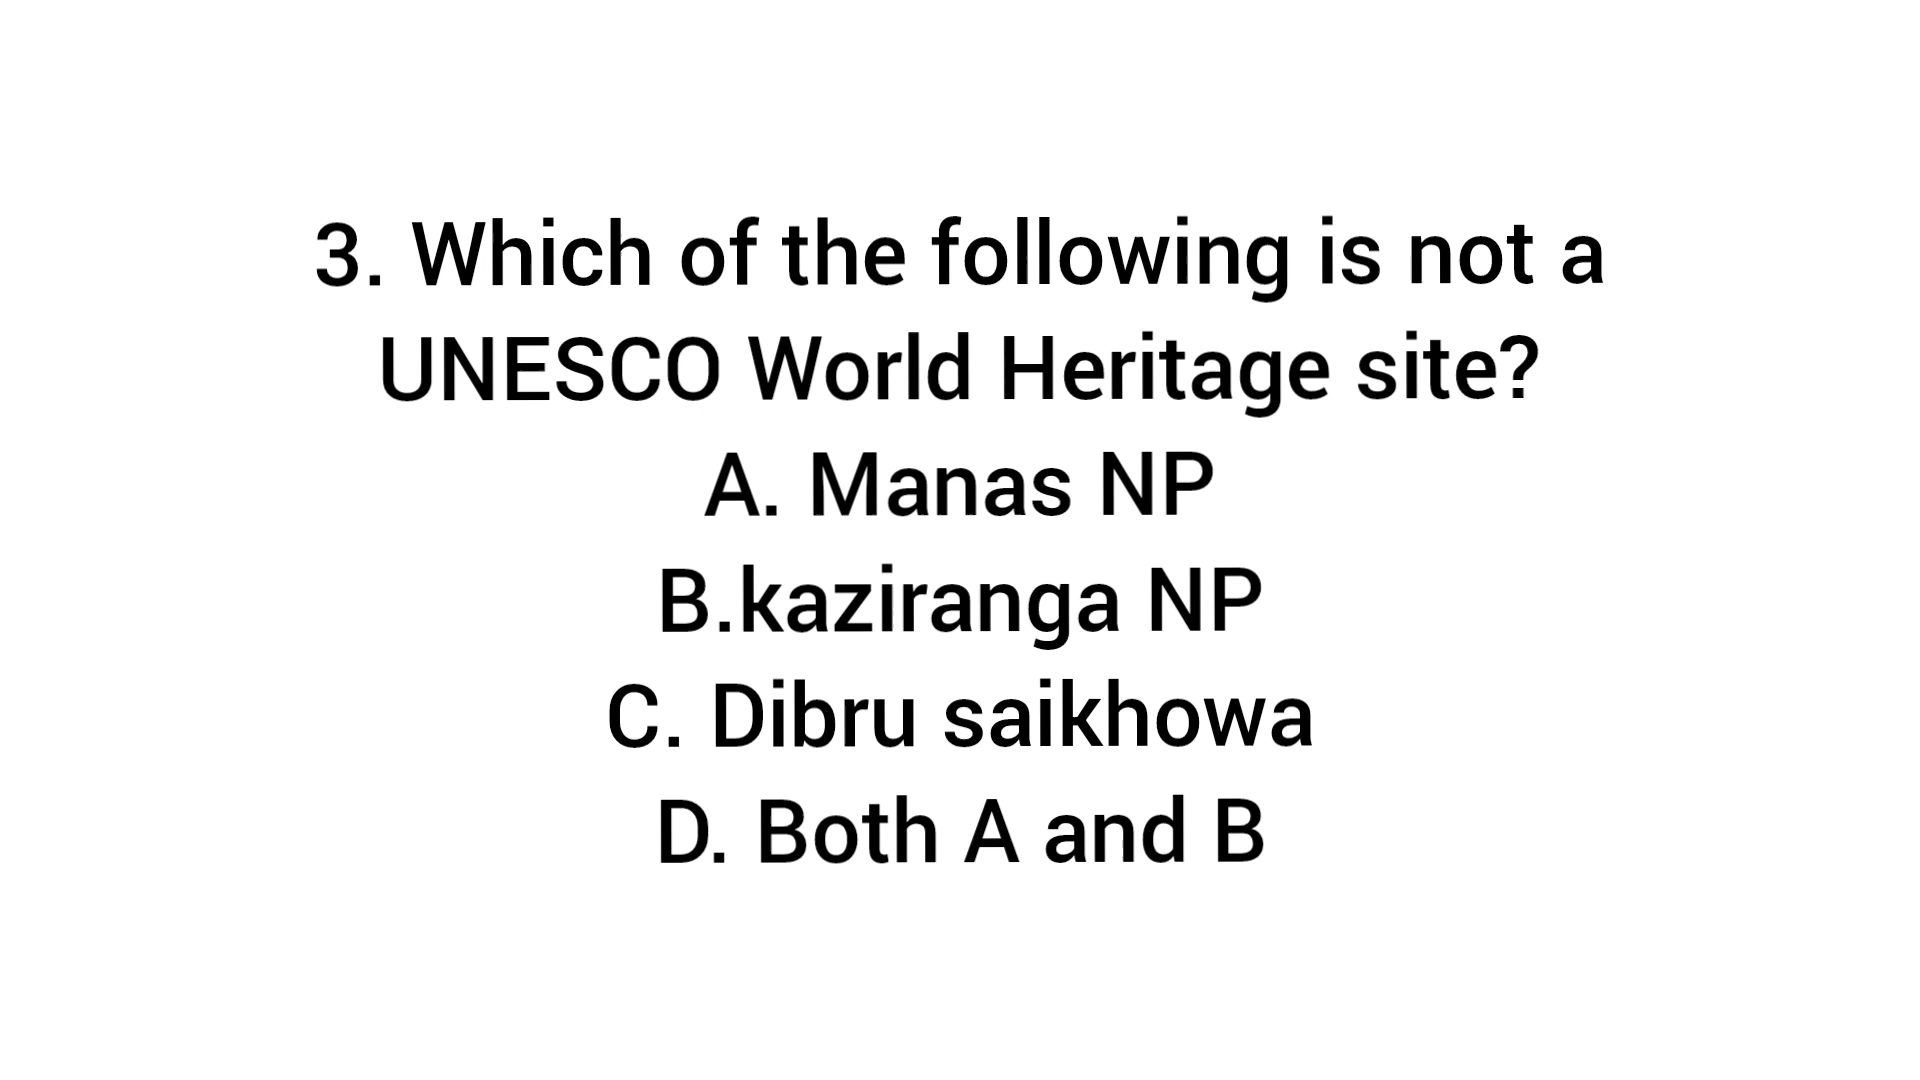 3. Which of the following is not a
UNESCO World Heritage site?
A. Manas NP
B.kaziranga NP
C. Dibru saikhowa
D. Both A and B